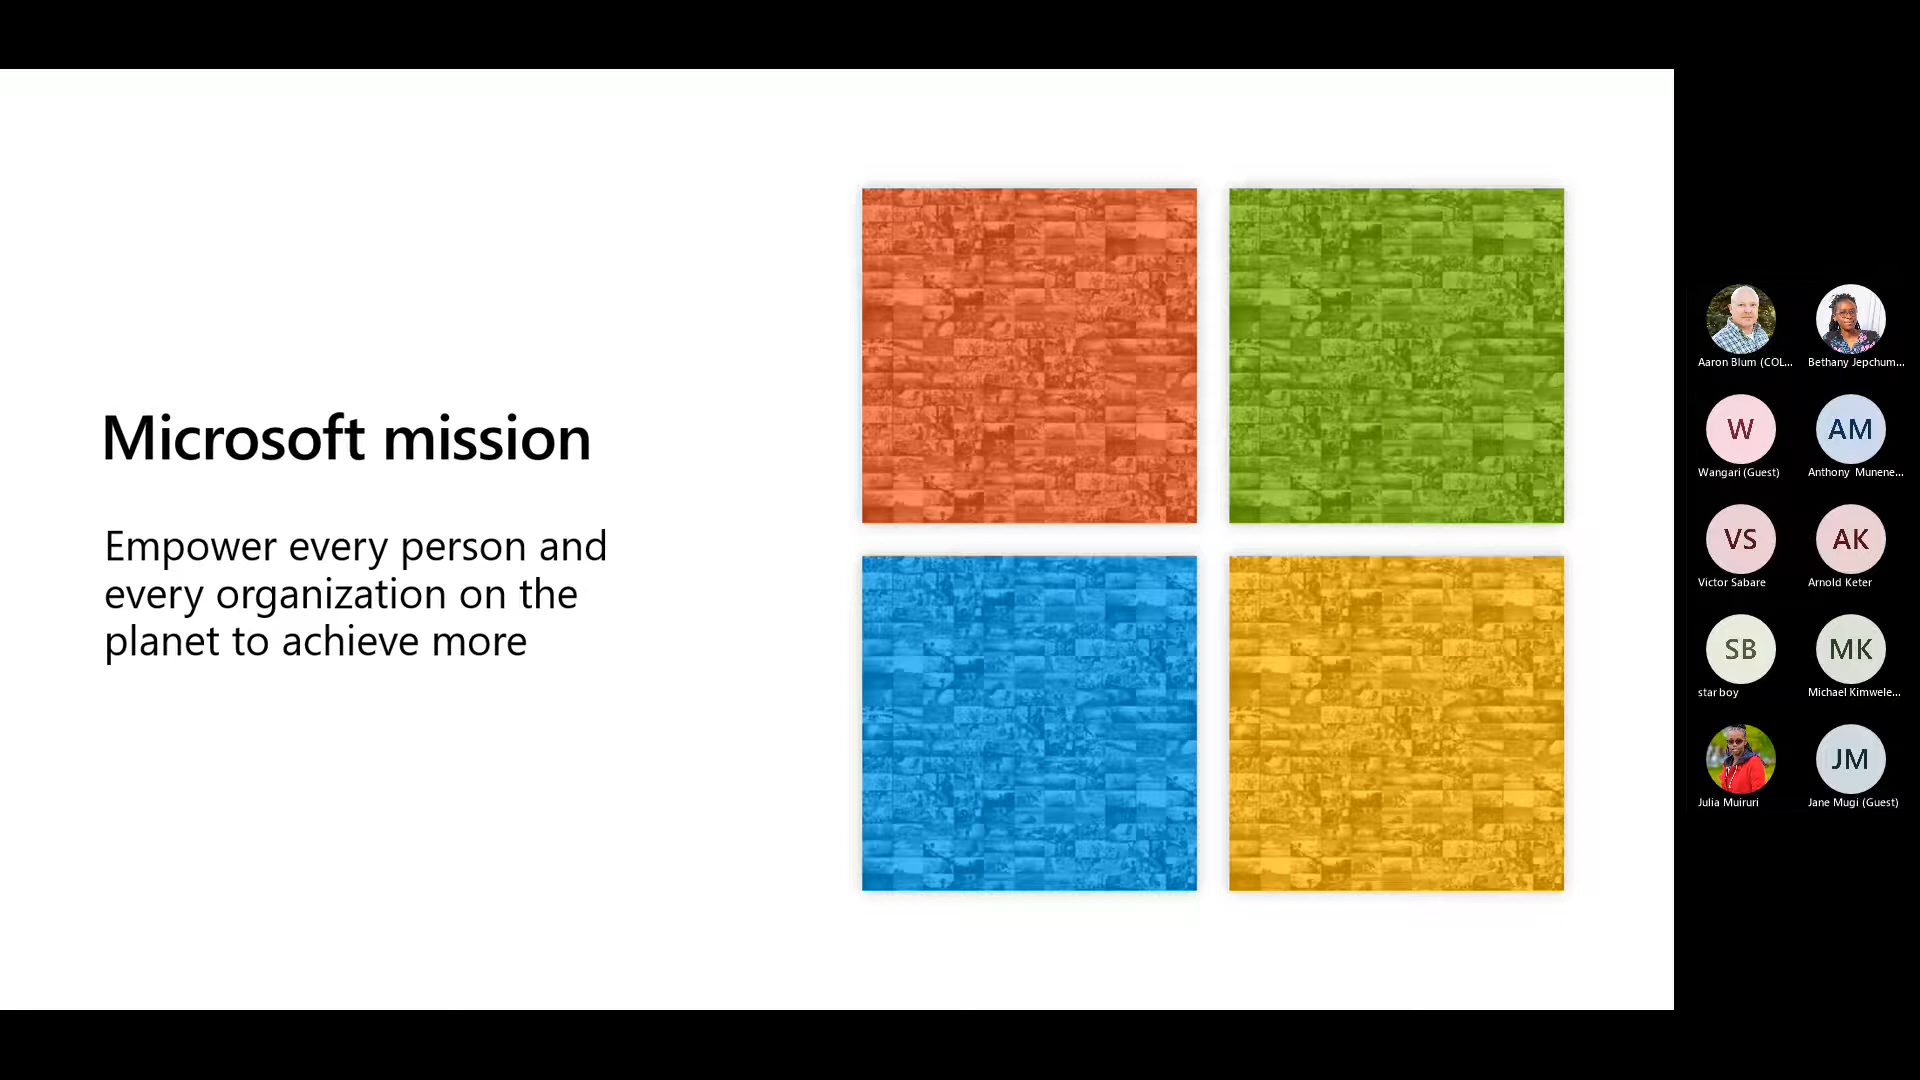 Microsoft mission
Empower every person and
every organization on the
planet to achieve more
Aaron Blum (COL...
Bethany Jepchum...
W
AM
Wangari (Guest)
Anthony Munene...
VS
AK
Victor Sabare
Arnold Keter
SB
MK
star boy
Michael Kimwele...
Julia Muiruri
JM
Jane Mugi (Guest)